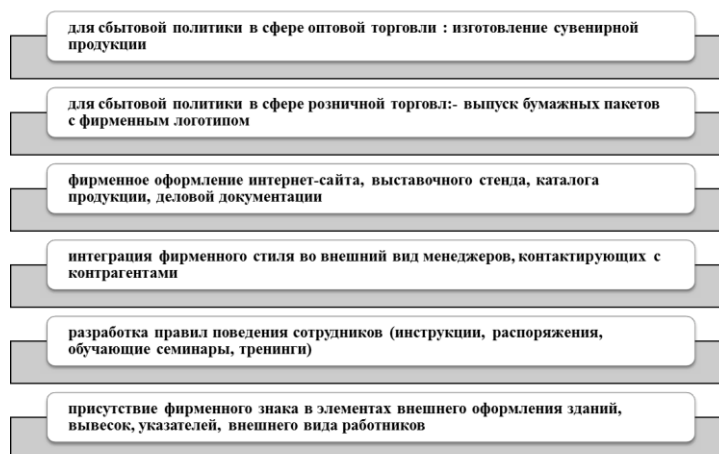 для сбытовой политики в сфере оптовой торговли : изготовление сувенирной
продукции
для сбытовой политики в сфере розничной торговл:- выпуск бумажных пакетов
с фирменным логотипом
фирменное оформление интернет-сайта, выставочного стенда, каталога
продукции, деловой документации
интеграция фирменного стиля во внешний вид менеджеров, контактирующих с
контрагентами
разработка правил поведения сотрудников (инструкции, распоряжения,
обучающие семинары, тренинги)
присутствие фирменного знака в элементах внешнего оформления зданий,
вывесок, указателей, внешнего вида работников